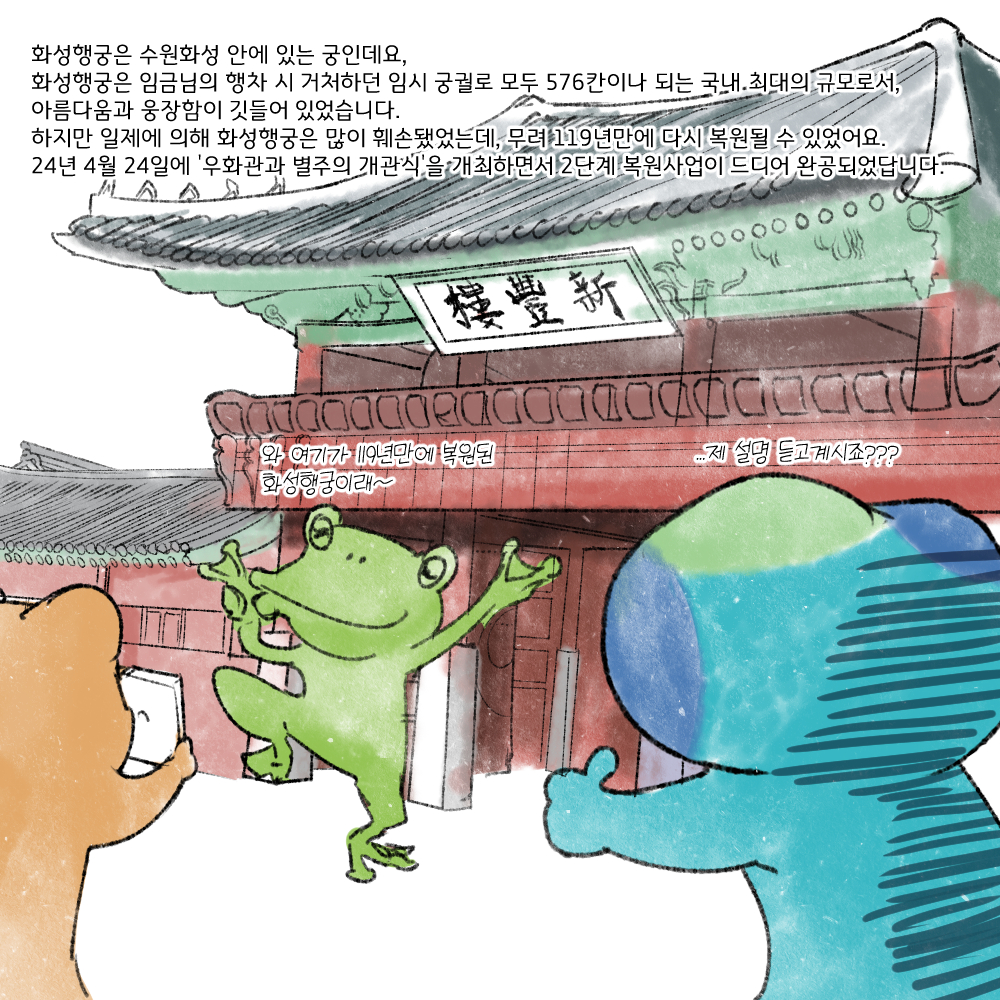 화성행궁은 수원화성 안에 있는 궁인데요,
화성행궁은 임금님의 행차 시 거처하던 임시 궁궐로 모두 576칸이나 되는 국내 최대의 규모로서,
아름다움과 웅장함이 깃들어 있었습니다.
하지만 일제에 의해 화성행궁은 많이 훼손됐었는데, 무려 119년만에 다시 복원될 수 있었어요.
24년 4월 24일에 '우화관과 별주의 개관식'을 개최하면서 2단계 복원사업이 드디어 완공되었답니다.
樓豐新
와 여기가 119년만에 복원된
화성행궁이래~
...제 설명 듣고계시죠???